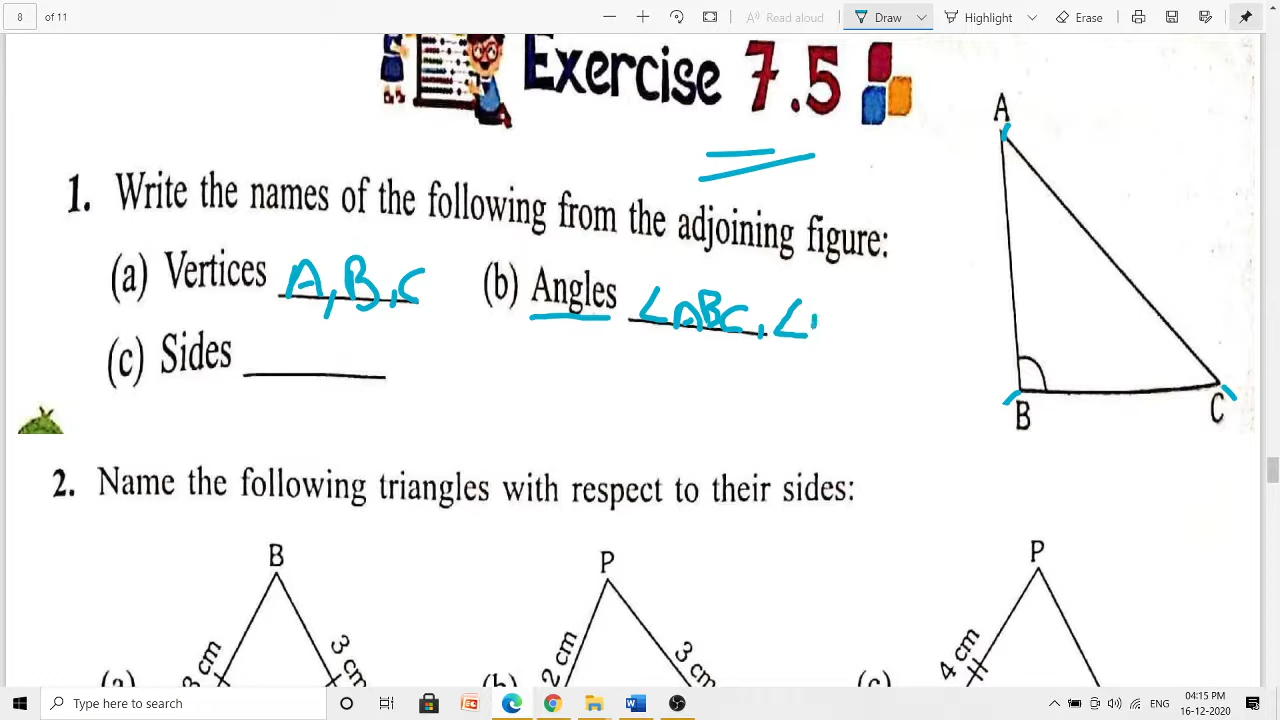 8 of 11 Read aloud Draw Highlight Erase
Exercise 7.5
1. Write the names of the following from the adjoining figure:
(a) Vertices A, B, C (b) Angles ∠ABC, ∠
(c) Sides
A
B
C
2. Name the following triangles with respect to their sides:
B P P
3 cm 2 cm 3 cm 4 cm
(a) (b) (c)
Type here to search ENG 04:15 PM
16-12-2020